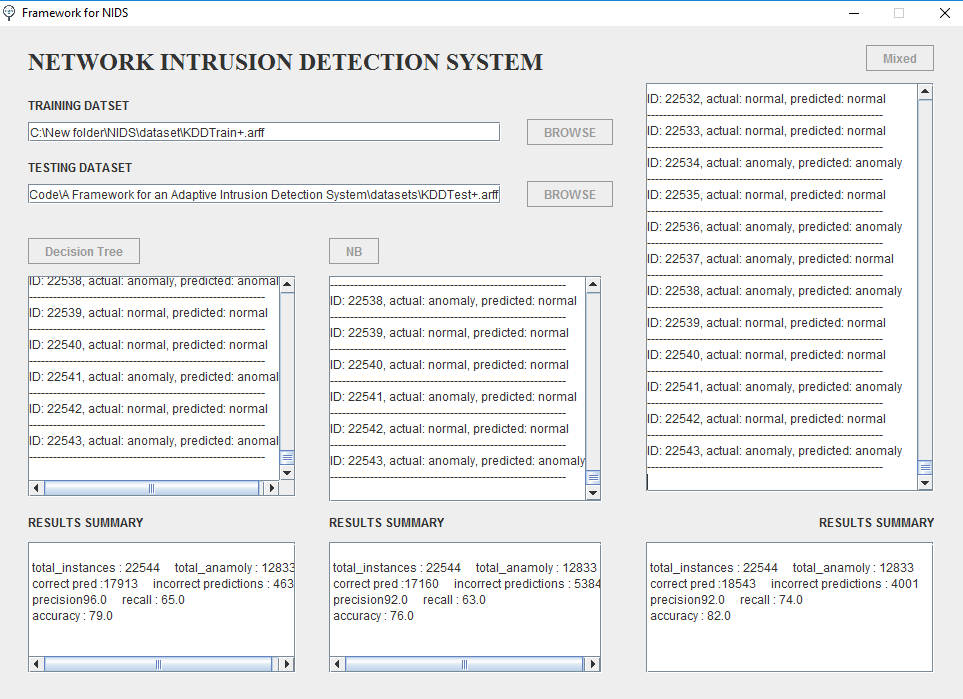 Framework for NIDS
NETWORK INTRUSION DETECTION SYSTEM
Mixed
TRAINING DATSET
C:\New folder\NIDS\dataset\KDDTrain+.arff
BROWSE
TESTING DATASET
Code\A Framework for an Adaptive Intrusion Detection System\datasets\KDDTest+.arff
BROWSE
Decision Tree
ID: 22538, actual: anomaly, predicted: anomal
ID: 22539, actual: normal, predicted: normal
ID: 22540, actual: normal, predicted: normal
ID: 22541, actual: anomaly, predicted: anomal
ID: 22542, actual: normal, predicted: normal
ID: 22543, actual: anomaly, predicted: anomal
NB
ID: 22538, actual: anomaly, predicted: normal
ID: 22539, actual: normal, predicted: normal
ID: 22540, actual: normal, predicted: normal
ID: 22541, actual: anomaly, predicted: normal
ID: 22542, actual: normal, predicted: normal
ID: 22543, actual: anomaly, predicted: anomaly
ID: 22532, actual: normal, predicted: normal
ID: 22533, actual: normal, predicted: normal
ID: 22534, actual: anomaly, predicted: anomaly
ID: 22535, actual: normal, predicted: normal
ID: 22536, actual: anomaly, predicted: anomaly
ID: 22537, actual: anomaly, predicted: normal
ID: 22538, actual: anomaly, predicted: anomaly
ID: 22539, actual: normal, predicted: normal
ID: 22540, actual: normal, predicted: normal
ID: 22541, actual: anomaly, predicted: anomaly
ID: 22542, actual: normal, predicted: normal
ID: 22543, actual: anomaly, predicted: anomaly
RESULTS SUMMARY
total_instances : 22544 total_anamoly : 12833
correct pred :17913 incorrect predictions : 463
precision96.0 recall : 65.0
accuracy : 79.0
RESULTS SUMMARY
total_instances : 22544 total_anamoly : 12833
correct pred :17160 incorrect predictions : 5384
precision92.0 recall : 63.0
accuracy : 76.0
RESULTS SUMMARY
total_instances : 22544 total_anamoly : 12833
correct pred :18543 incorrect predictions : 4001
precision92.0 recall : 74.0
accuracy : 82.0